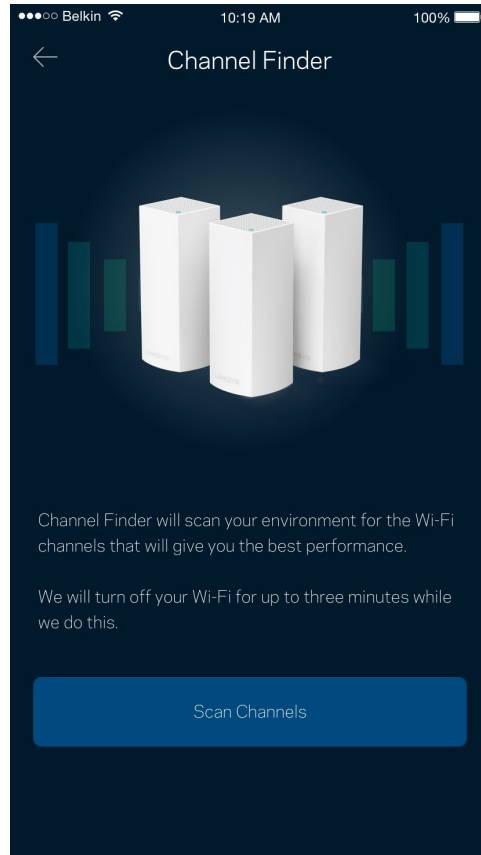 Belkin 10:19 AM 100%
Channel Finder
Channel Finder will scan your environment for the Wi-Fi
channels that will give you the best performance.
We will turn off your Wi-Fi for up to three minutes while
we do this.
Scan Channels